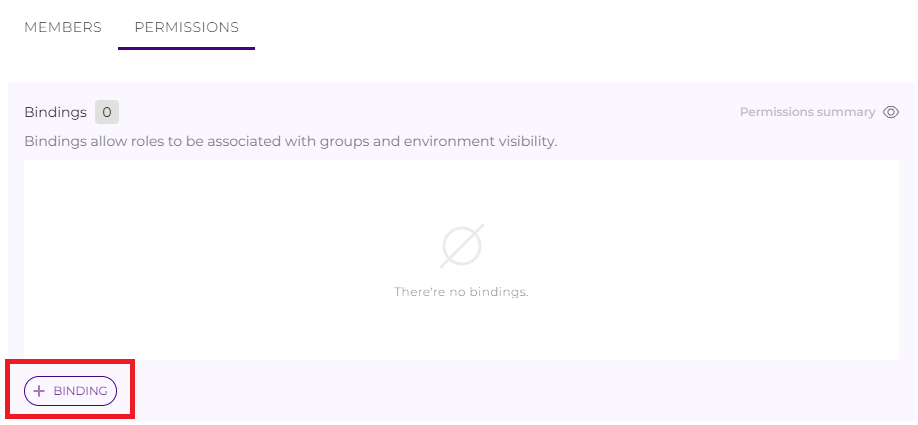 MEMBERS PERMISSIONS
Bindings 0 Permissions summary
Bindings allow roles to be associated with groups and environment visibility.
There're no bindings.
+ BINDING